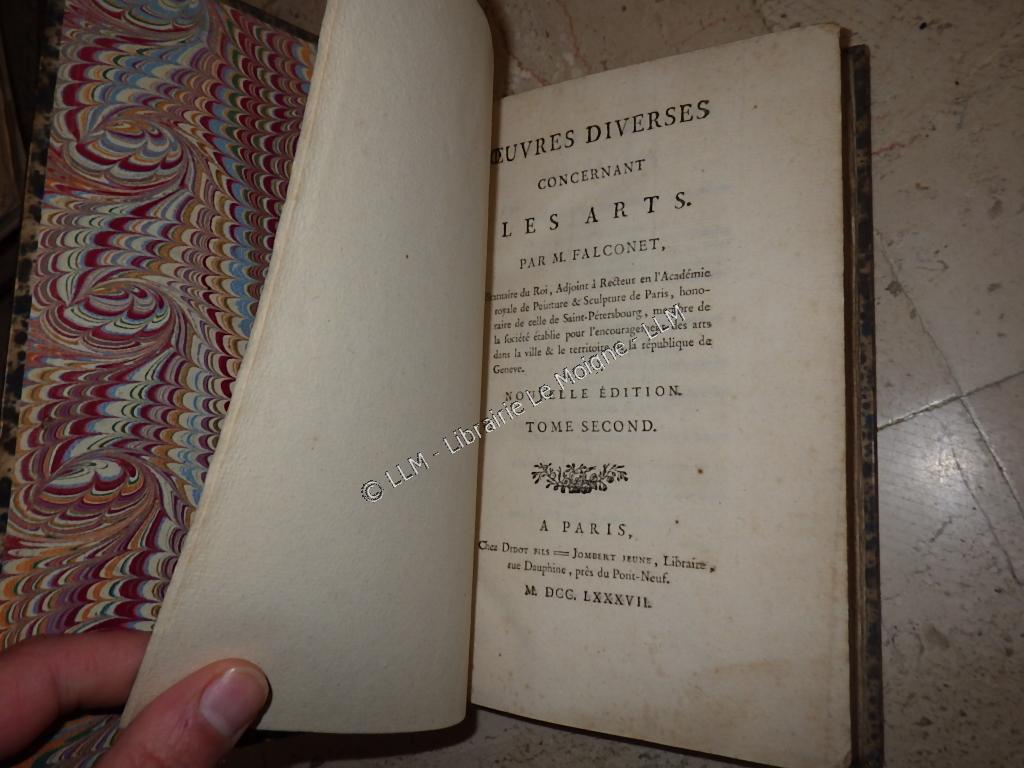 ŒUVRES DIVERSES
CONCERNANT
LES ARTS.
PAR M. FALCONET,
Statuaire du Roi, Adjoint à Recteur en l'Académie
royale de Peinture & Sculpture de Paris, hono-
raire de celle de Saint-Pétersbourg, membre de
la société établie pour l'encouragement des arts
dans la ville & le territoire de la république de
Geneve.
NOUVELLE ÉDITION.
TOME SECOND.
A PARIS,
Chez DIDOT FILS = JOMBERT JEUNE, Libraire,
rue Dauphine, près du Pont-Neuf.
M. DCC. LXXXVII.
© LLM - Librairie Le Moigne - LLM